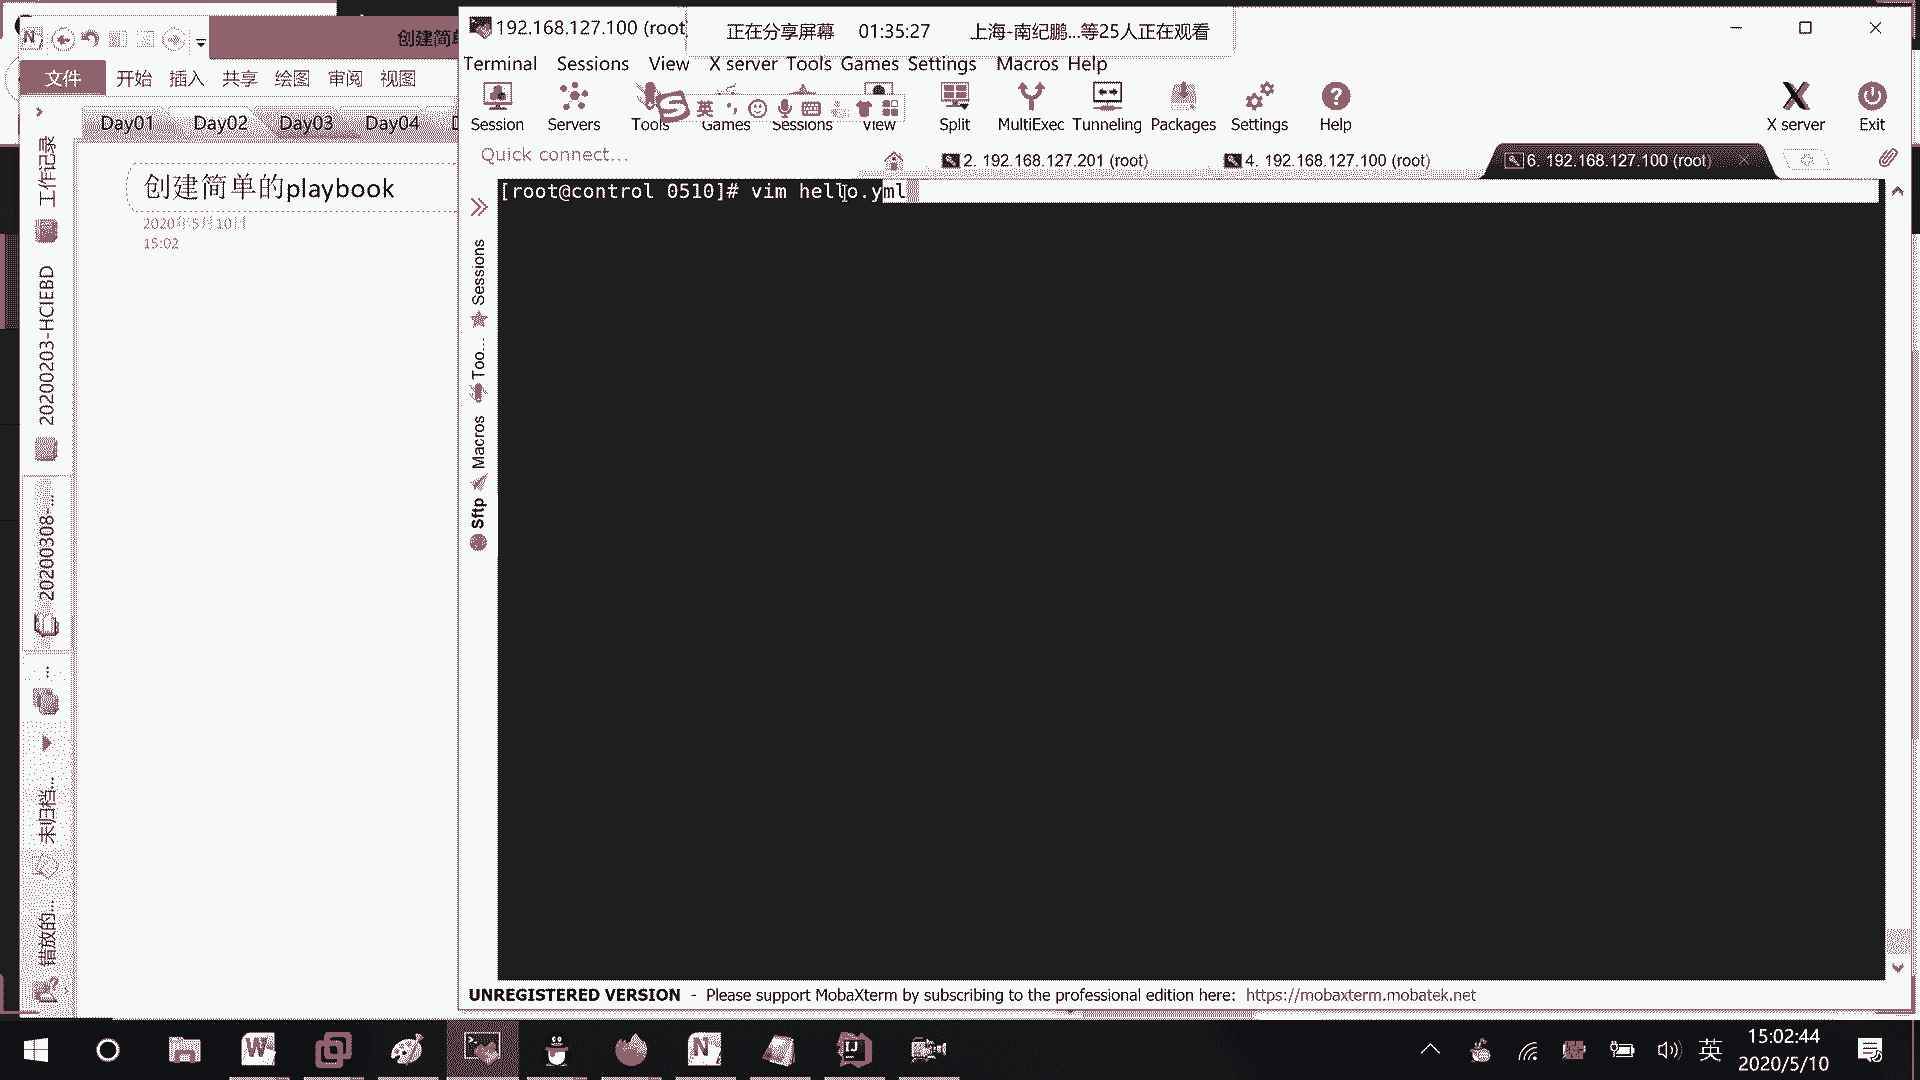 创建简单
192.168.127.100 (root
正在分享屏幕 01:35:27 上海-南纪鹏...等25人正在观看
文件 开始 插入 共享 绘图 审阅 视图
Terminal Sessions View X server Tools Games Settings Macros Help
英
Session Servers Tools Games Sessions View Split MultiExec Tunneling Packages Settings Help X server Exit
Day01 Day02 Day03 Day04
Quick connect...
2. 192.168.127.201 (root) 4. 192.168.127.100 (root) 6. 192.168.127.100 (root)
创建简单的playbook
2020年5月10日
15:02
[root@control 0510]# vim hello.yml
工作记录
20200203-HCIEBD
20200308-...
...
未归档...
错放的...
Sessions
Too...
Macros
Sftp
UNREGISTERED VERSION - Please support MobaXterm by subscribing to the professional edition here: https://mobaxterm.mobatek.net
英
15:02:44
2020/5/10